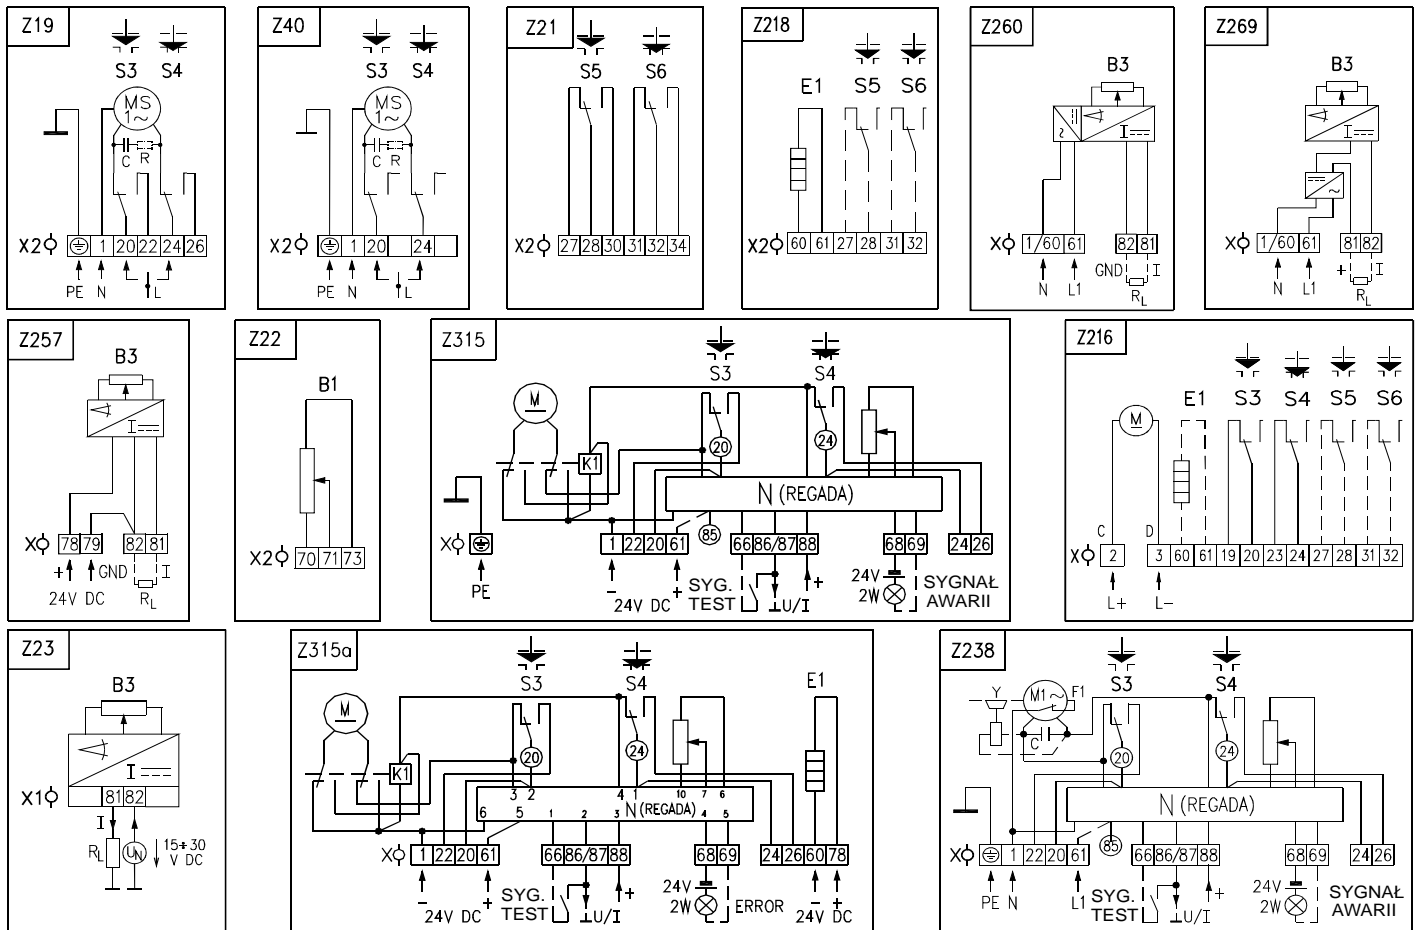 Z19
S3 S4
MS
1~
C R
X2 1 20 22 24 26
PE N L
Z40
S3 S4
MS
1~
C R
X2 1 20 24
PE N L
Z21
S5 S6
X2 27 28 30 31 32 34
Z218
E1 S5 S6
X2 60 61 27 28 31 32
Z260
B3
~ I
X 1/60 61 82 81
GND I
N L1 RL
Z269
B3
I
~
X 1/60 61 81 82
+ I
N L1 RL
Z257
B3
I
X 78 79 82 81
+ GND I
24V DC RL
Z22
B1
X2 70 71 73
Z315
S3 S4
M
K1
20
24
N (REGADA)
85
X 1 22 20 61 66 86/87 88 68 69 24 26
PE
- + 24V DC
SYG.
TEST
U/I +
24V
2W
SYGNAŁ
AWARII
Z216
E1 S3 S4 S5 S6
M
C D
X 2 3 60 61 19 20 23 24 27 28 31 32
L+ L-
Z23
B3
I
X1 81 82
I
RL UN 15÷30
V DC
Z315a
S3 S4 E1
M
K1
20
24
3 2 4 1 10 7 6
N (REGADA)
6 5 1 2 3 4 5
X 1 22 20 61 66 86/87 88 68 69 24 26 60 78
- + 24V DC
SYG.
TEST
U/I +
24V
2W
ERROR
- + 24V DC
Z238
S3 S4
Y M1~ F1
C
20
24
N (REGADA)
85
X 1 22 20 61 66 86/87 88 68 69 24 26
PE N L1
SYG.
TEST
U/I +
24V
2W
SYGNAŁ
AWARII